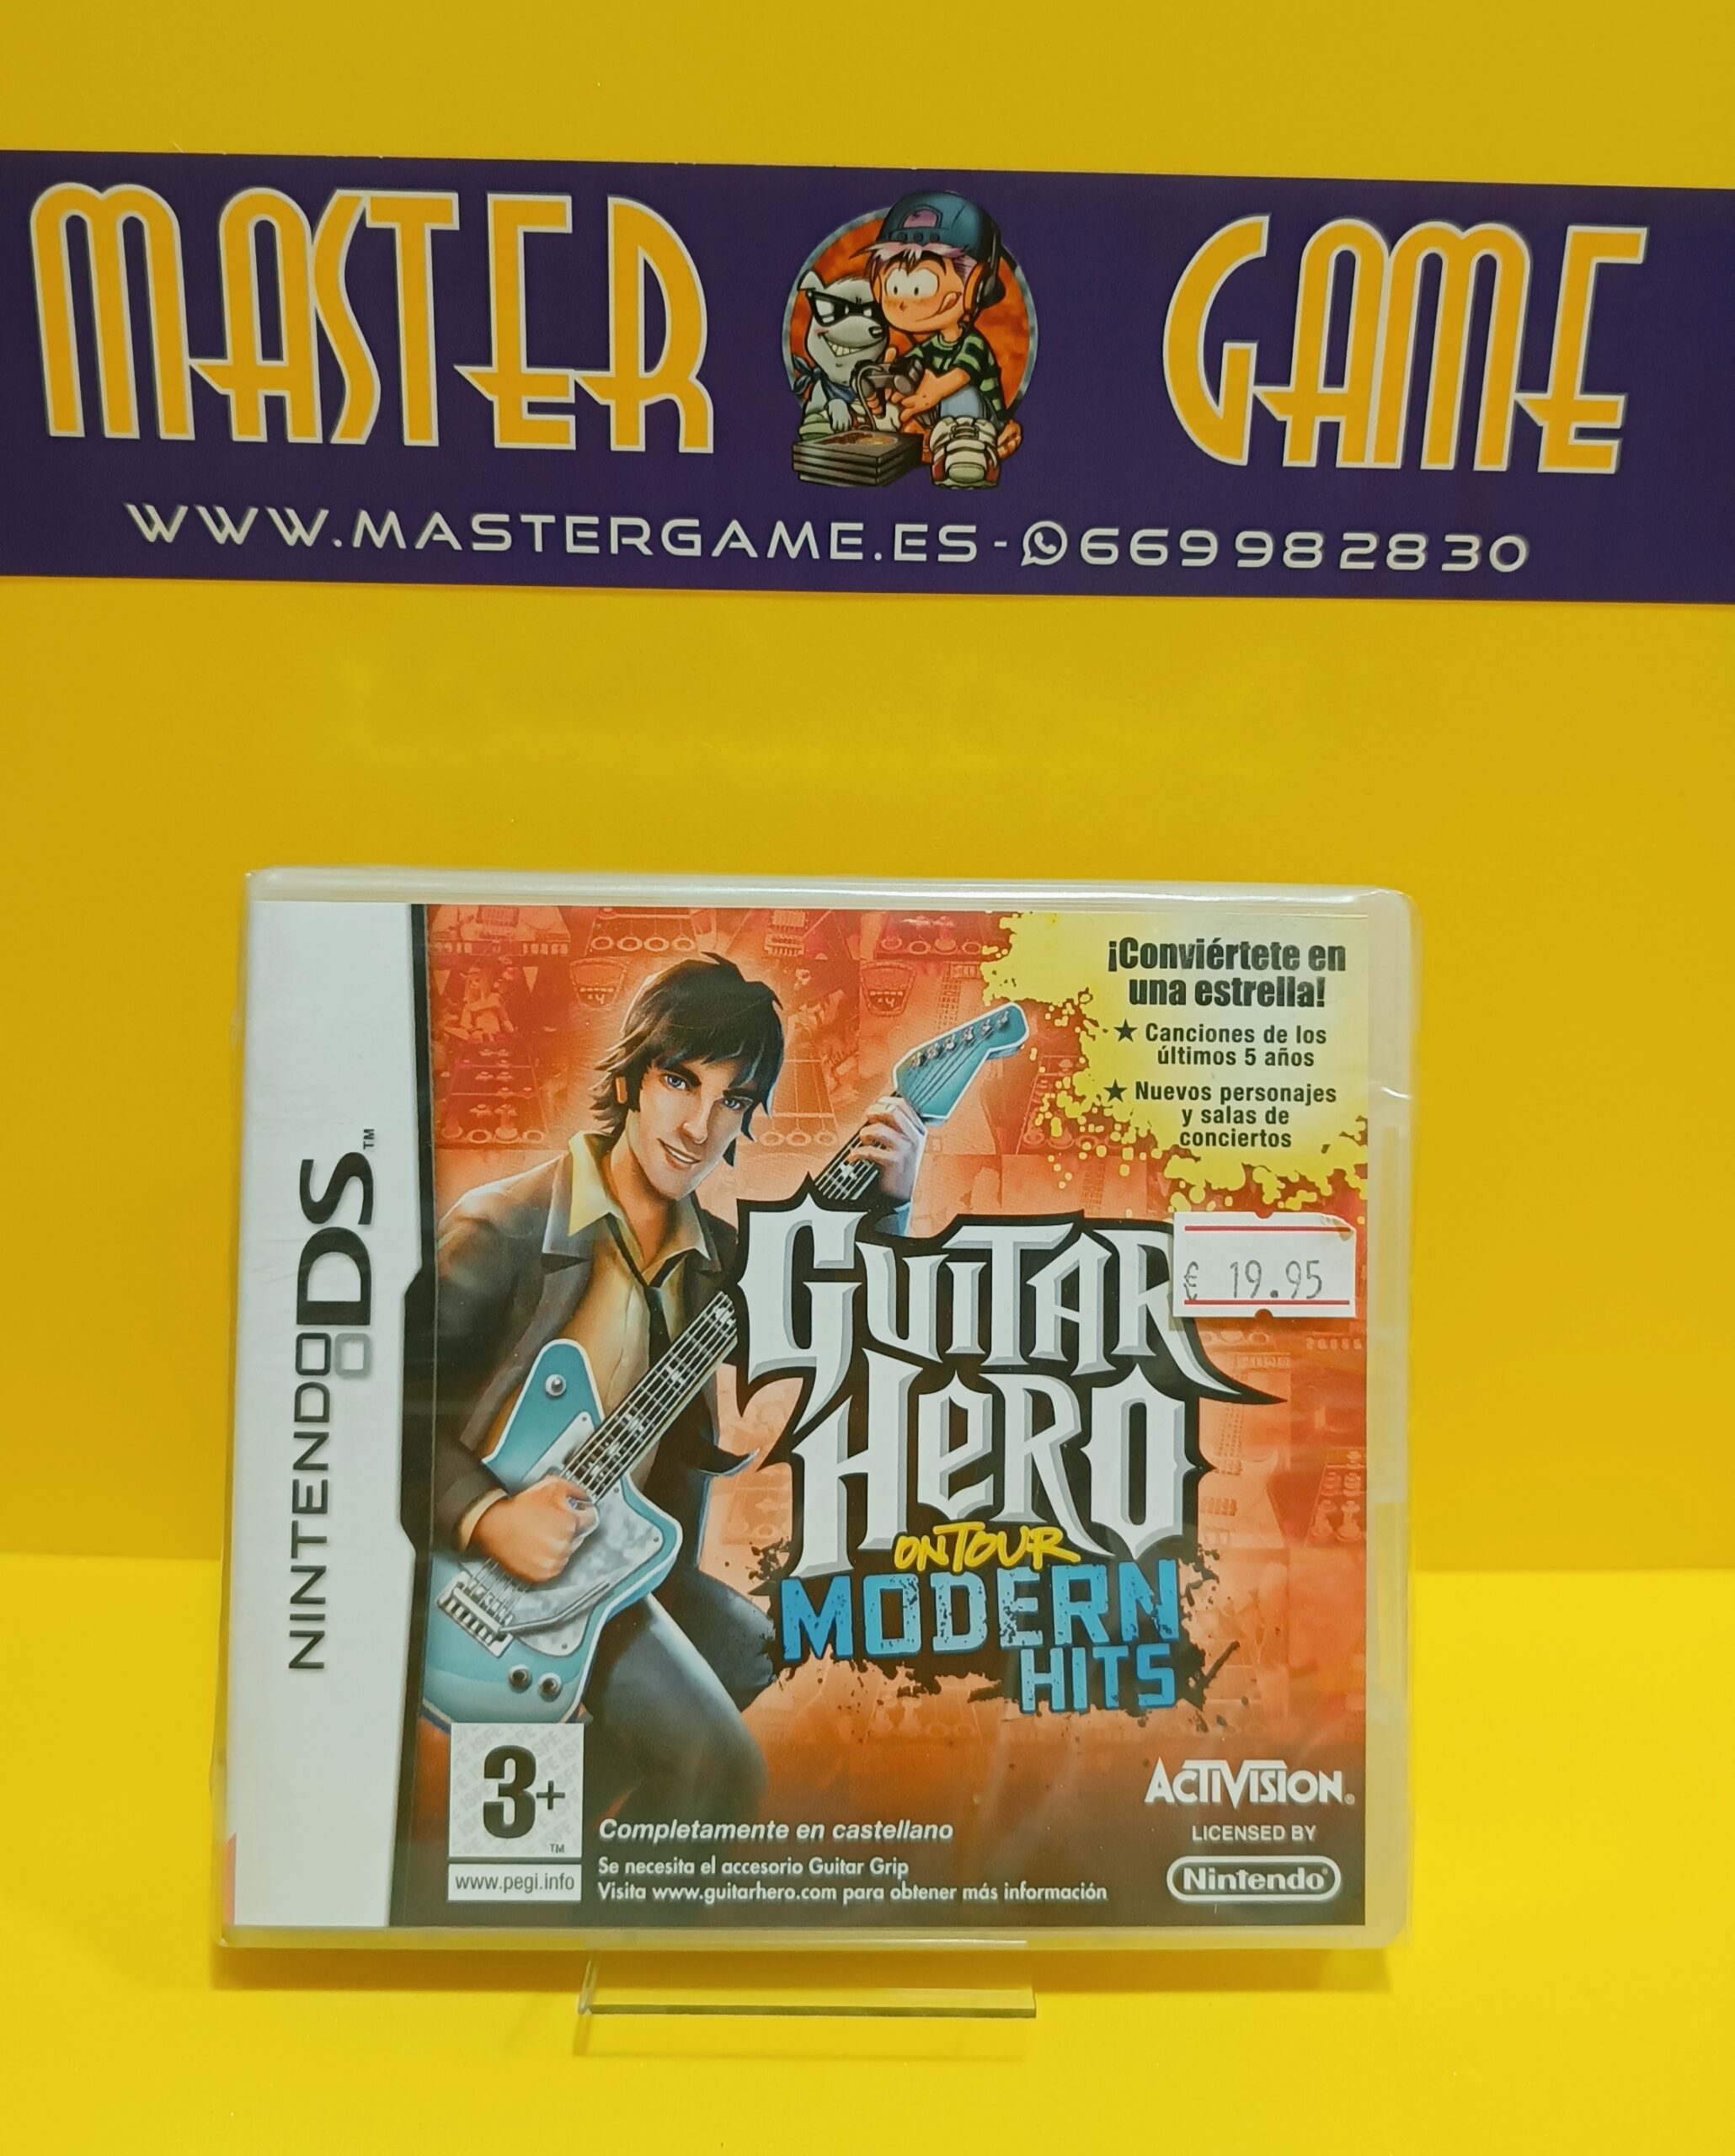 MASTER GAME
WWW.MASTERGAME.ES - 669982830
NINTENDO DS™
¡Conviértete en
una estrella!
★ Canciones de los
últimos 5 años
★ Nuevos personajes
y salas de
conciertos
€ 19.95
GUITAR
HERO
ON TOUR
MODERN
HITS
3+
™
www.pegi.info
Completamente en castellano
Se necesita el accesorio Guitar Grip
Visita www.guitarhero.com para obtener más información
ACTIVISION®
LICENSED BY
Nintendo®